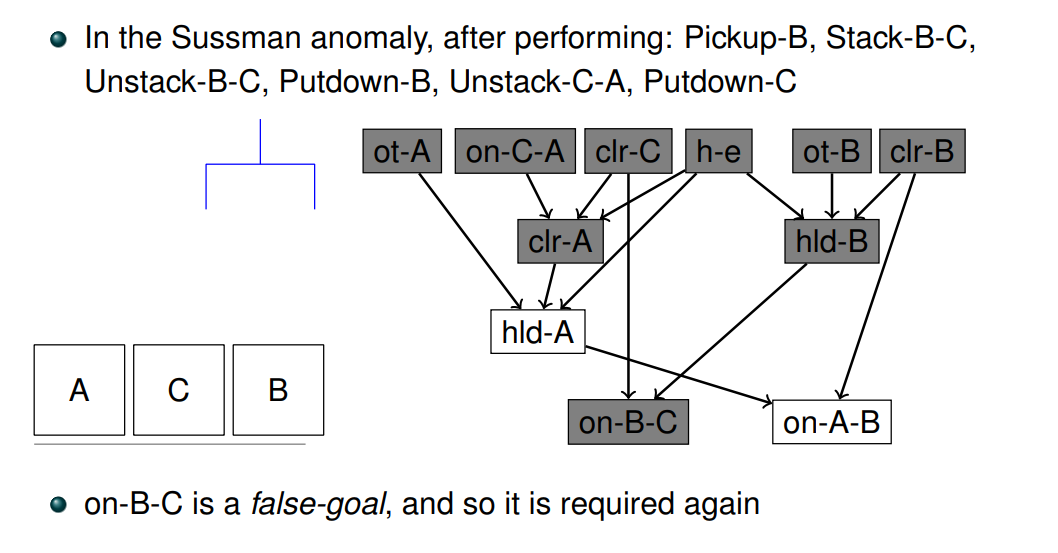 In the Sussman anomaly, after performing: Pickup-B, Stack-B-C,
Unstack-B-C, Putdown-B, Unstack-C-A, Putdown-C
ot-A on-C-A clr-C h-e ot-B clr-B
clr-A hld-B
hld-A
A C B
on-B-C on-A-B
on-B-C is a false-goal, and so it is required again